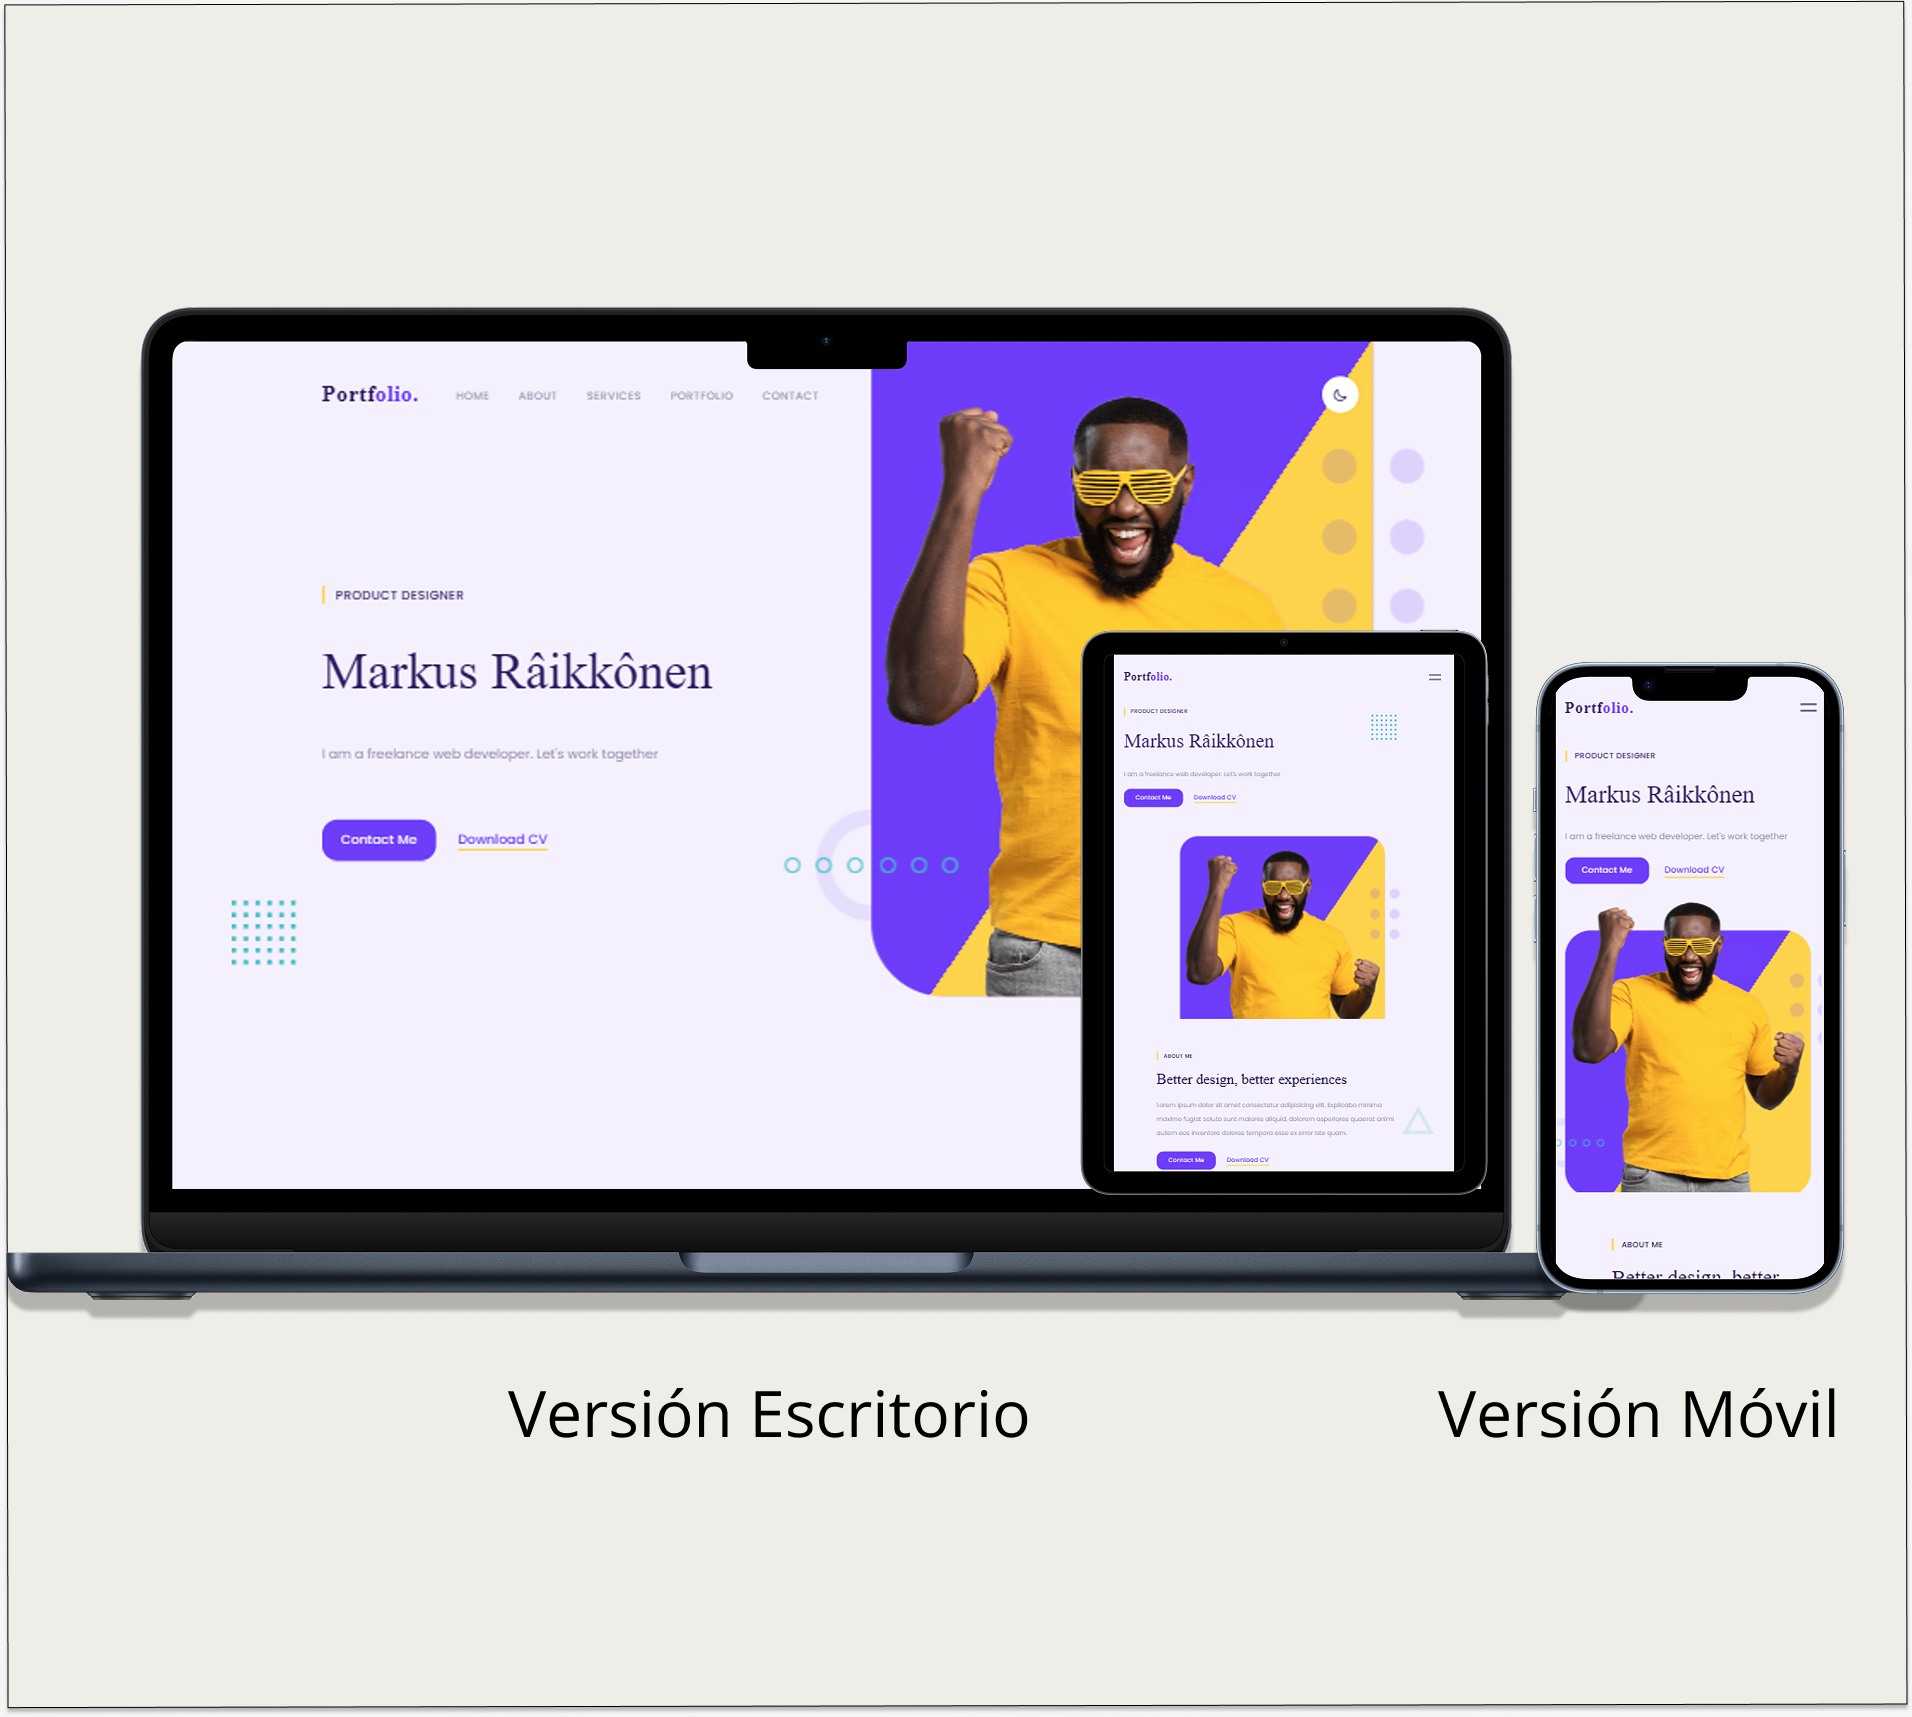 Portfolio. HOME ABOUT SERVICES PORTFOLIO CONTACT
PRODUCT DESIGNER
Markus Râikkônen
I am a freelance web developer. Let's work together
Contact Me Download CV
Portfolio.
PRODUCT DESIGNER
Markus Râikkônen
I am a freelance web developer. Let's work together
Contact Me Download CV
ABOUT ME
Better design, better experiences
Lorem ipsum dolor sit amet consectetur adipisicing elit. Explicabo minima
maxime fugiat soluta sunt maiores aliquid, dolorem asperiores quaerat animi
autem eos inventore dolores tempora esse ex error iste quam.
Contact Me Download CV
Portfolio.
PRODUCT DESIGNER
Markus Râikkônen
I am a freelance web developer. Let's work together
Contact Me Download CV
ABOUT ME
Better design, better
Versión Escritorio
Versión Móvil